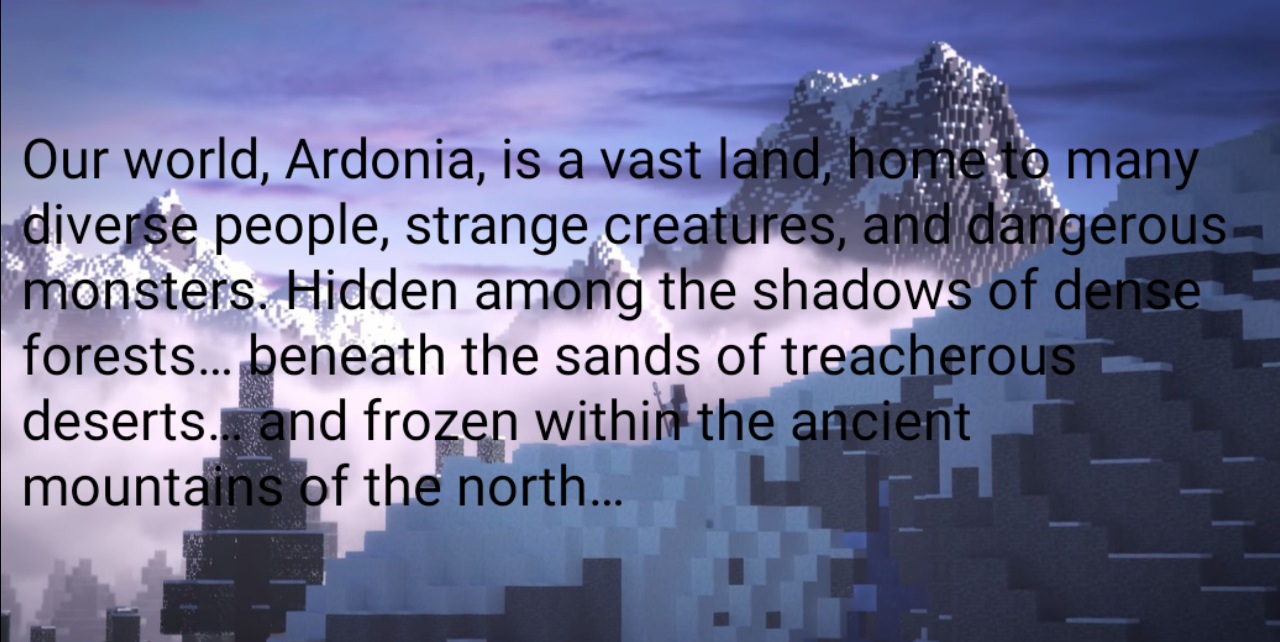 Our world, Ardonia, is a vast land, home to many
diverse people, strange creatures, and dangerous
monsters. Hidden among the shadows of dense
forests… beneath the sands of treacherous
deserts… and frozen within the ancient
mountains of the north…